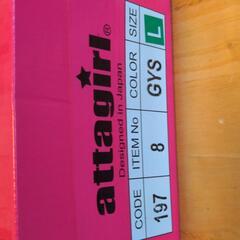 attagirl®
Designed in Japan
CODE ITEM No COLOR SIZE
197 8 GYS L